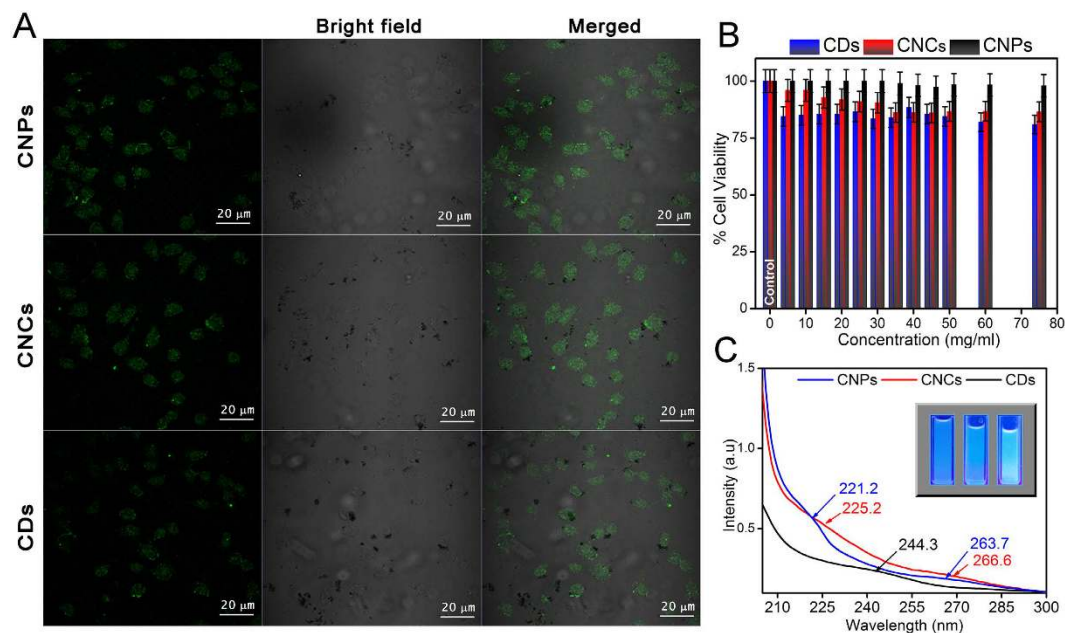 A
Bright field
Merged
CNPs
20 µm
20 µm
20 µm
CNCs
20 µm
20 µm
20 µm
CDs
20 µm
20 µm
20 µm
B
CDs CNCs CNPs
% Cell Viability
100
75
50
25
0
Control
0 10 20 30 40 50 60 70 80
Concentration (mg/ml)
C
CNPs CNCs CDs
Intensity (a.u)
1.5
1.0
0.5
221.2
225.2
244.3
263.7
266.6
210 225 240 255 270 285 300
Wavelength (nm)